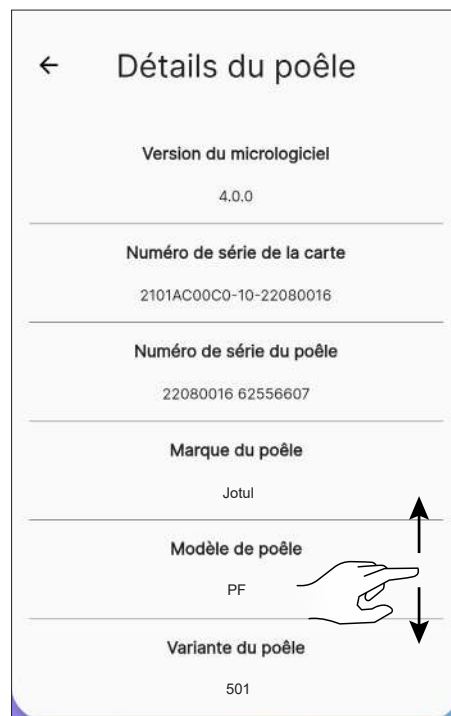 Détails du poêle
Version du micrologiciel
4.0.0
Numéro de série de la carte
2101AC00C0-10-22080016
Numéro de série du poêle
22080016 62556607
Marque du poêle
Jotul
Modèle de poêle
PF
Variante du poêle
501